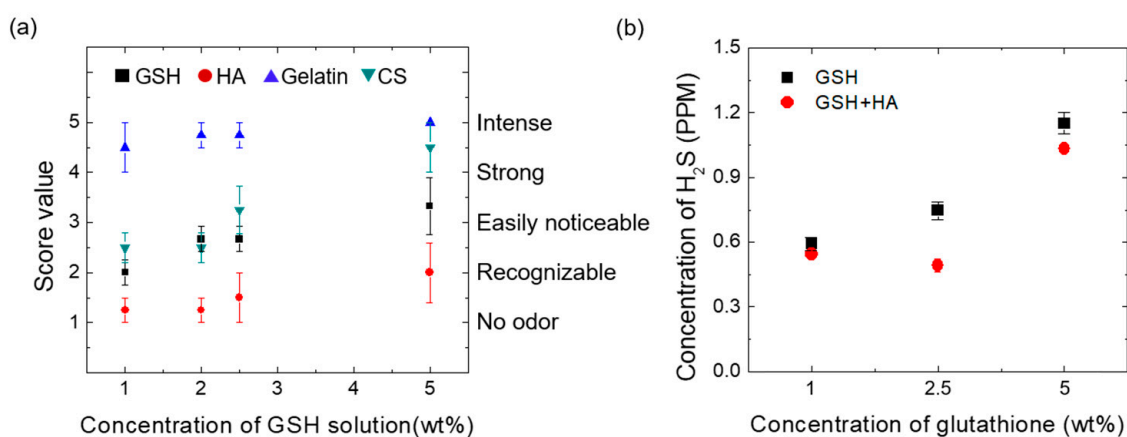 (a)
GSH HA Gelatin CS
Score value
5
4
3
2
1
Intense
Strong
Easily noticeable
Recognizable
No odor
1 2 3 4 5
Concentration of GSH solution(wt%)
(b)
GSH
GSH+HA
Concentration of H₂S (PPM)
1.5
1.2
0.9
0.6
0.3
0.0
1 2.5 5
Concentration of glutathione (wt%)